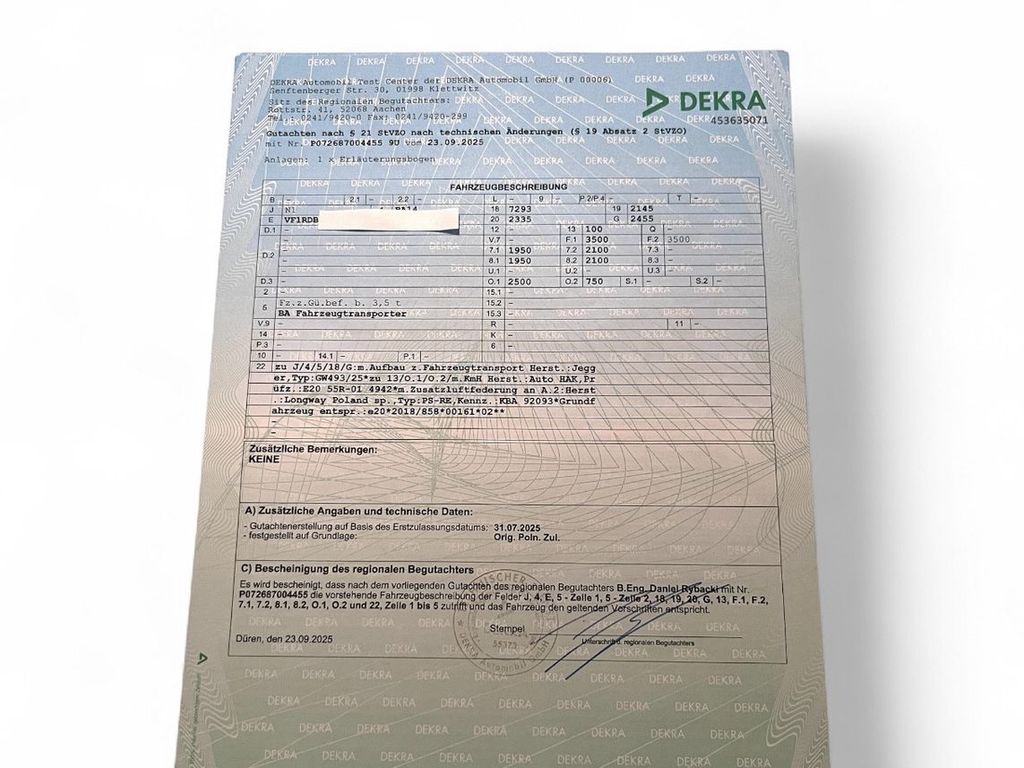 DEKRA Automobil Test Center der DEKRA Automobil GmbH (P 00006)
Senftenberger Str. 30, 01998 Klettwitz
Sitz des Regionalen Begutachters:
Rottstr. 41, 52068 Aachen
Tel.: 0241/9420-0 Fax: 0241/9420-299
DEKRA
453635071
Gutachten nach § 21 StVZO nach technischen Änderungen (§ 19 Absatz 2 StVZO)
mit Nr. P072687004455 9U vom 23.09.2025
Anlagen: 1 x Erläuterungsbogen
FAHRZEUGBESCHREIBUNG
B - 2.1 - 2.2 - L - 9 - P.2/P.4 - T -
J N1 4 BA14 18 7293 19 2145
E VF1RDB 20 2335 G 2455
D.1 - 12 - 13 100 Q -
D.2 - V.7 - F.1 3500 F.2 3500
- 7.1 1950 7.2 2100 7.3 -
- 8.1 1950 8.2 2100 8.3 -
- U.1 - U.2 - U.3 -
D.3 - O.1 2500 O.2 750 S.1 - S.2 -
2 - 15.1 -
5 Fz.z.Gü.bef. b. 3,5 t 15.2 -
BA Fahrzeugtransporter 15.3 -
V.9 - R - 11 -
14 - K -
P.3 - 6 -
10 - 14.1 - P.1 -
22 zu J/4/5/18/G:m.Aufbau z.Fahrzeugtransport Herst.:Jegg
er,Typ:GW493/25*zu 13/O.1/O.2/m.KmH Herst.:Auto HAK,Pr
üfz.:E20 55R-01 4942*m.Zusatzluftfederung an A.2:Herst
.:Longway Poland sp.,Typ:PS-RE,Kennz.:KBA 92093*Grundf
ahrzeug entspr.:e20*2018/858*00161*02**
-
-
Zusätzliche Bemerkungen:
KEINE
A) Zusätzliche Angaben und technische Daten:
- Gutachtenerstellung auf Basis des Erstzulassungsdatums: 31.07.2025
- festgestellt auf Grundlage: Orig. Poln. Zul.
C) Bescheinigung des regionalen Begutachters
Es wird bescheinigt, dass nach dem vorliegenden Gutachten des regionalen Begutachters B.Eng. Daniel Rybacki mit Nr.
P072687004455 die vorstehende Fahrzeugbeschreibung der Felder J, 4, E, 5 - Zeile 1, 5 - Zeile 2, 18, 19, 20, G, 13, F.1, F.2,
7.1, 7.2, 8.1, 8.2, O.1, O.2 und 22, Zeile 1 bis 5 zutrifft und das Fahrzeug den geltenden Vorschriften entspricht.
Stempel
Düren, den 23.09.2025
Unterschrift d. regionalen Begutachters